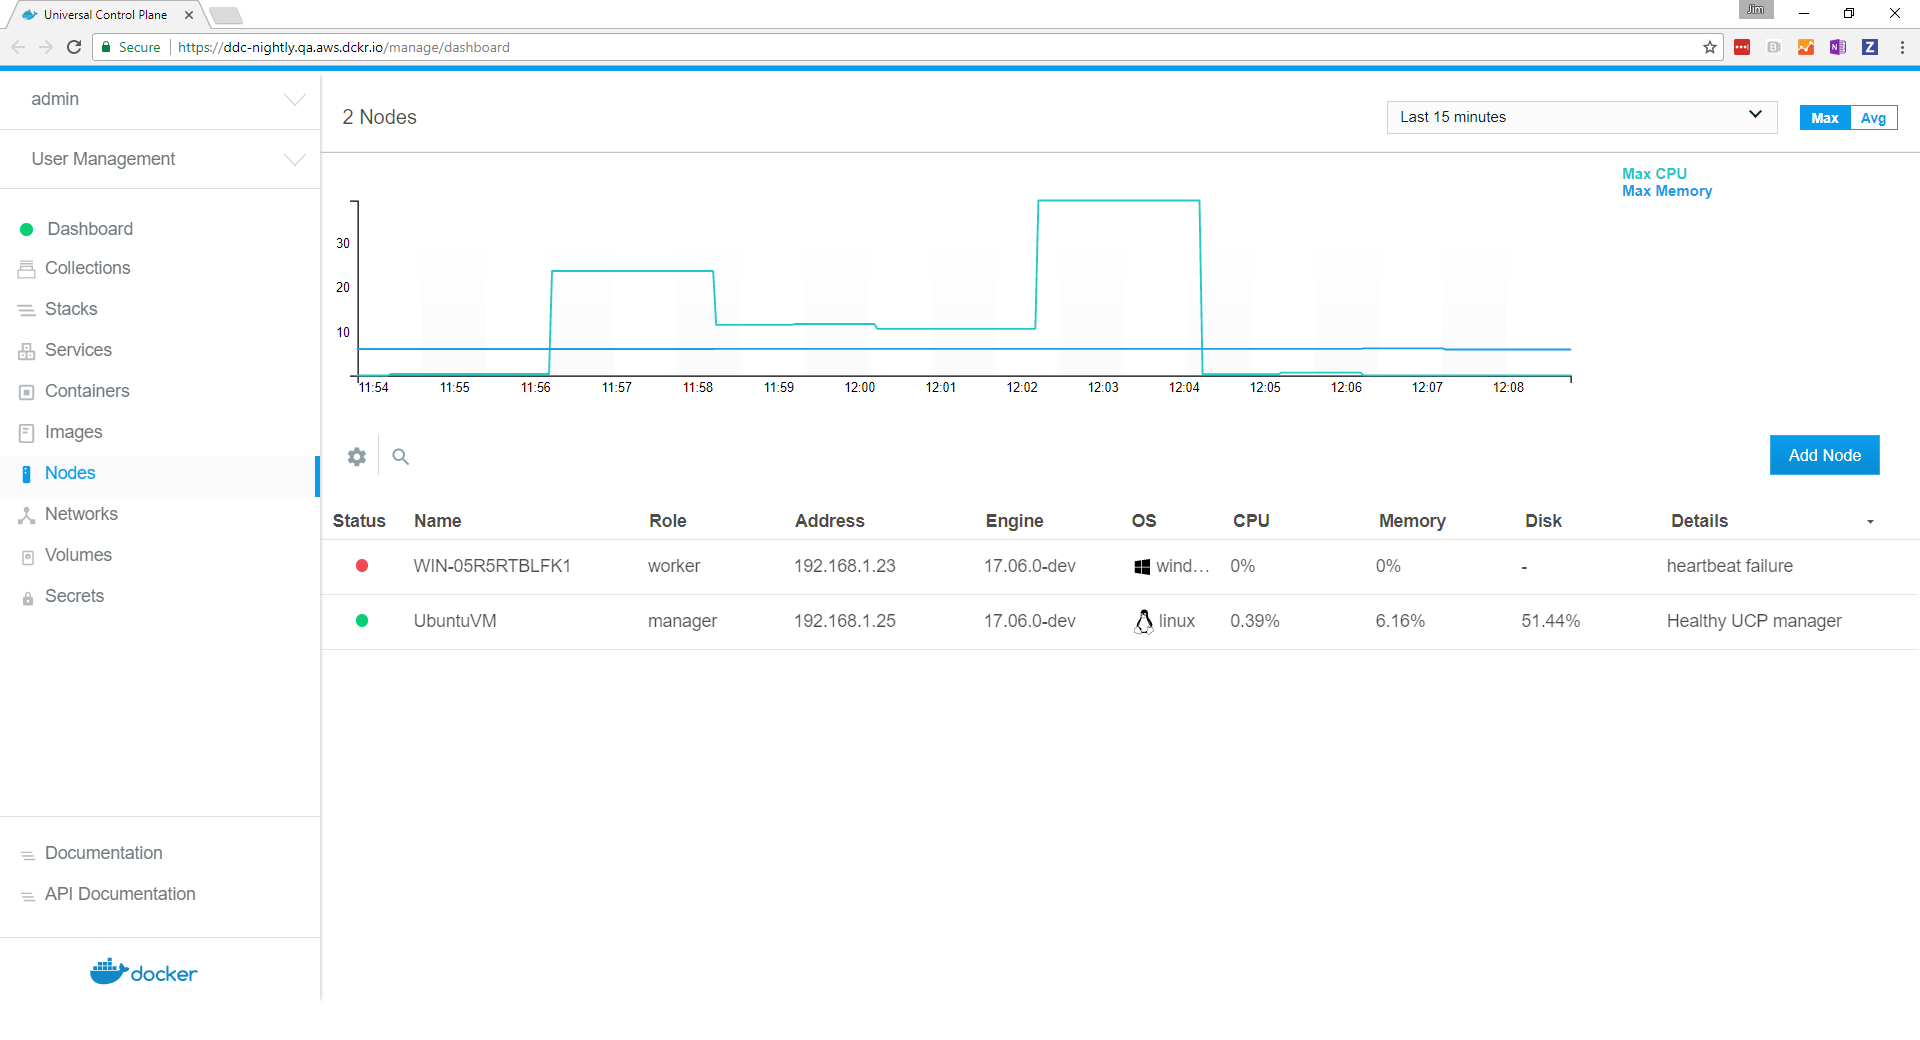 Universal Control Plane
Jim
Secure https://ddc-nightly.qa.aws.dckr.io/manage/dashboard
admin
User Management
Dashboard
Collections
Stacks
Services
Containers
Images
Nodes
Networks
Volumes
Secrets
Documentation
API Documentation
docker
2 Nodes
Last 15 minutes
Max Avg
Max CPU
Max Memory
30
20
10
11:54 11:55 11:56 11:57 11:58 11:59 12:00 12:01 12:02 12:03 12:04 12:05 12:06 12:07 12:08
Add Node
Status Name Role Address Engine OS CPU Memory Disk Details
WIN-05R5RTBLFK1 worker 192.168.1.23 17.06.0-dev wind... 0% 0% - heartbeat failure
UbuntuVM manager 192.168.1.25 17.06.0-dev linux 0.39% 6.16% 51.44% Healthy UCP manager